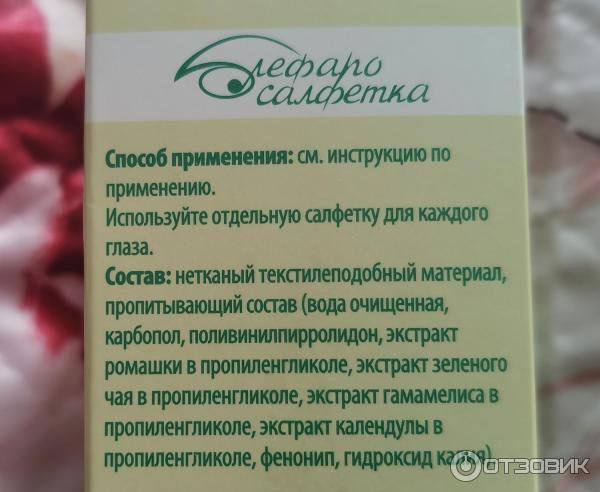 Блефаро
салфетка
Способ применения: см. инструкцию по
применению.
Используйте отдельную салфетку для каждого
глаза.
Состав: нетканый текстилеподобный материал,
пропитывающий состав (вода очищенная,
карбопол, поливинилпирролидон, экстракт
ромашки в пропиленгликоле, экстракт зеленого
чая в пропиленгликоле, экстракт гамамелиса в
пропиленгликоле, экстракт календулы в
пропиленгликоле, фенонип, гидроксид калия)
ОТЗОВИК